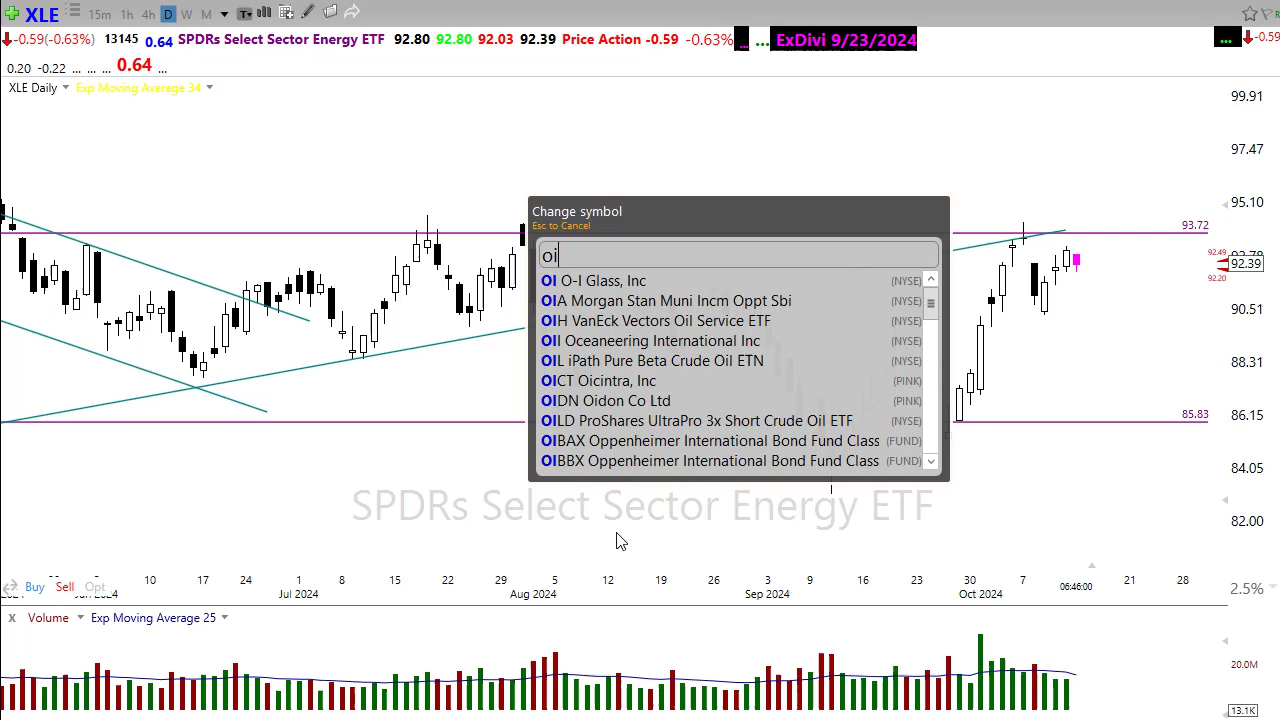 XLE 15m 1h 4h D W M T
-0.59(-0.63%) 13145 0.64 SPDRs Select Sector Energy ETF 92.80 92.80 92.03 92.39 Price Action -0.59 -0.63% ... ... ExDivi 9/23/2024 ... -0.59
0.20 -0.22 ... ... ... 0.64 ...
XLE Daily Exp Moving Average 34
99.91
97.47
95.10
93.72
92.49
92.39
92.20
90.51
88.31
86.15
85.83
84.05
82.00
Change symbol
Esc to Cancel
oi
OI O-I Glass, Inc (NYSE)
OIA Morgan Stan Muni Incm Oppt Sbi (NYSE)
OIH VanEck Vectors Oil Service ETF (NYSE)
OII Oceaneering International Inc (NYSE)
OIL iPath Pure Beta Crude Oil ETN (NYSE)
OICT Oicintra, Inc (PINK)
OIDN Oidon Co Ltd (PINK)
OILD ProShares UltraPro 3x Short Crude Oil ETF (NYSE)
OIBAX Oppenheimer International Bond Fund Class (FUND)
OIBBX Oppenheimer International Bond Fund Class (FUND)
SPDRs Select Sector Energy ETF
10 17 24 1 8 15 22 29 5 12 19 26 3 9 16 23 30 7 21 28
Buy Sell Opt
Jul 2024 Aug 2024 Sep 2024 Oct 2024 06:46:00
2.5%
X Volume Exp Moving Average 25
20.0M
13.1K